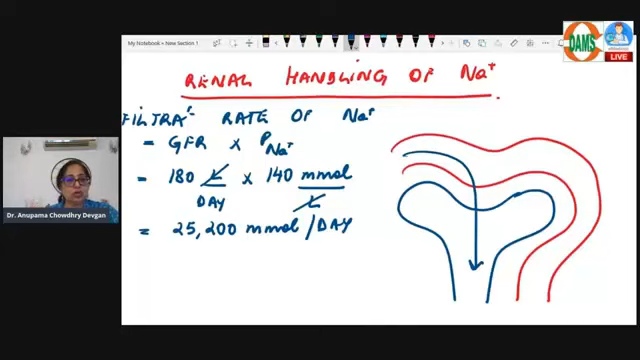 My Notebook > New Section 1
DAMS
LIVE
RENAL HANDLING OF Na+
FILTRAn RATE OF Na+
= GFR × PNa+
= 180 L/DAY × 140 mmol/L
= 25,200 mmol/DAY
Dr. Anupama Chowdhry Devgan